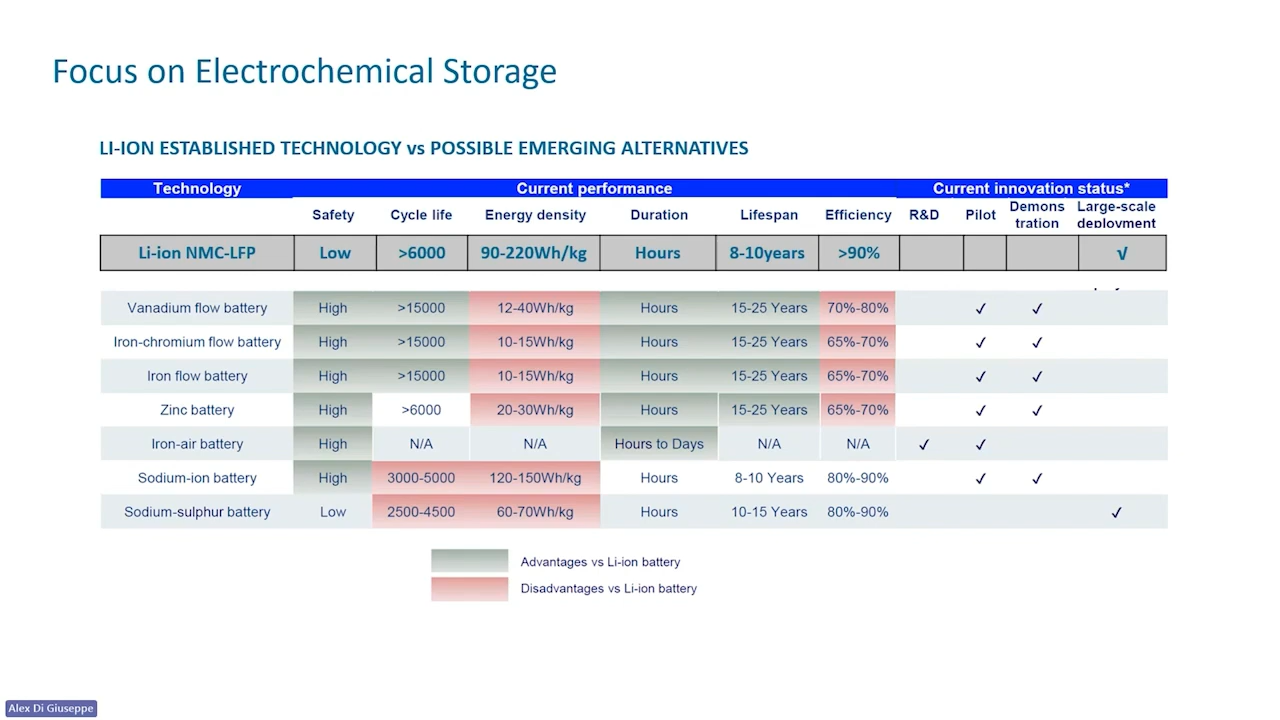 Focus on Electrochemical Storage
LI-ION ESTABLISHED TECHNOLOGY vs POSSIBLE EMERGING ALTERNATIVES
Technology Current performance Current innovation status*
Safety Cycle life Energy density Duration Lifespan Efficiency R&D Pilot Demons tration Large-scale deployment
Li-ion NMC-LFP Low >6000 90-220Wh/kg Hours 8-10years >90% √
Vanadium flow battery High >15000 12-40Wh/kg Hours 15-25 Years 70%-80% ✓ ✓
Iron-chromium flow battery High >15000 10-15Wh/kg Hours 15-25 Years 65%-70% ✓ ✓
Iron flow battery High >15000 10-15Wh/kg Hours 15-25 Years 65%-70% ✓ ✓
Zinc battery High >6000 20-30Wh/kg Hours 15-25 Years 65%-70% ✓ ✓
Iron-air battery High N/A N/A Hours to Days N/A N/A ✓ ✓
Sodium-ion battery High 3000-5000 120-150Wh/kg Hours 8-10 Years 80%-90% ✓ ✓
Sodium-sulphur battery Low 2500-4500 60-70Wh/kg Hours 10-15 Years 80%-90% ✓
Advantages vs Li-ion battery
Disadvantages vs Li-ion battery
Alex Di Giuseppe